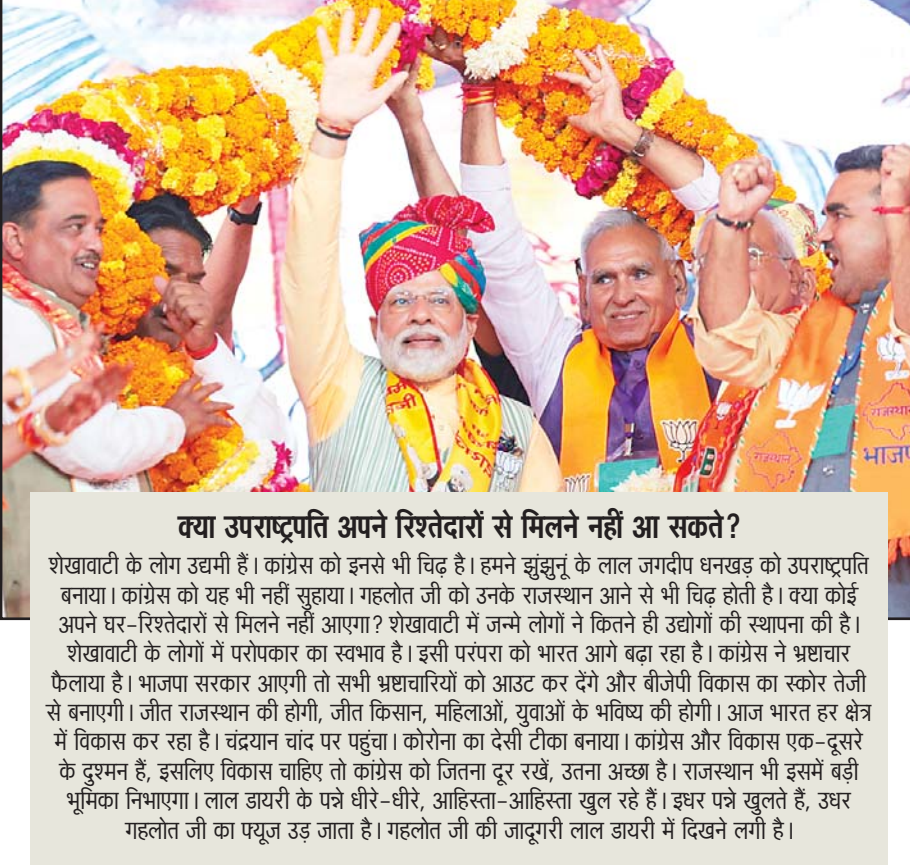 राजस्थान
राजस्थान
भाजपा
क्या उपराष्ट्रपति अपने रिश्तेदारों से मिलने नहीं आ सकते?
शेखावाटी के लोग उद्यमी हैं। कांग्रेस को इनसे भी चिढ़ है। हमने झुंझुनूं के लाल जगदीप धनखड़ को उपराष्ट्रपति
बनाया। कांग्रेस को यह भी नहीं सुहाया। गहलोत जी को उनके राजस्थान आने से भी चिढ़ होती है। क्या कोई
अपने घर-रिश्तेदारों से मिलने नहीं आएगा? शेखावाटी में जन्मे लोगों ने कितने ही उद्योगों की स्थापना की है।
शेखावाटी के लोगों में परोपकार का स्वभाव है। इसी परंपरा को भारत आगे बढ़ा रहा है। कांग्रेस ने भ्रष्टाचार
फैलाया है। भाजपा सरकार आएगी तो सभी भ्रष्टाचारियों को आउट कर देंगे और बीजेपी विकास का स्कोर तेजी
से बनाएगी। जीत राजस्थान की होगी, जीत किसान, महिलाओं, युवाओं के भविष्य की होगी। आज भारत हर क्षेत्र
में विकास कर रहा है। चंद्रयान चांद पर पहुंचा। कोरोना का देसी टीका बनाया। कांग्रेस और विकास एक-दूसरे
के दुश्मन हैं, इसलिए विकास चाहिए तो कांग्रेस को जितना दूर रखें, उतना अच्छा है। राजस्थान भी इसमें बड़ी
भूमिका निभाएगा। लाल डायरी के पन्ने धीरे-धीरे, आहिस्ता-आहिस्ता खुल रहे हैं। इधर पन्ने खुलते हैं, उधर
गहलोत जी का फ्यूज उड़ जाता है। गहलोत जी की जादूगरी लाल डायरी में दिखने लगी है।